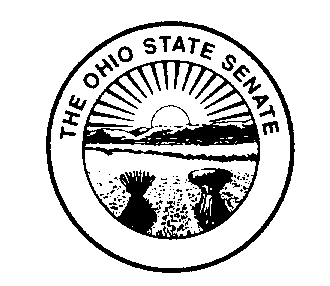 THE OHIO STATE SENATE